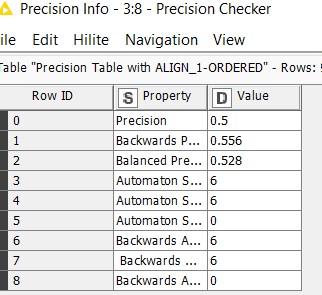 Precision Info - 3:8 - Precision Checker
ile Edit Hilite Navigation View
Table "Precision Table with ALIGN_1-ORDERED" - Rows: 9
Row ID S Property D Value
0 Precision 0.5
1 Backwards P... 0.556
2 Balanced Pre... 0.528
3 Automaton S... 6
4 Automaton S... 6
5 Automaton S... 0
6 Backwards A... 6
7 Backwards ... 6
8 Backwards A... 0